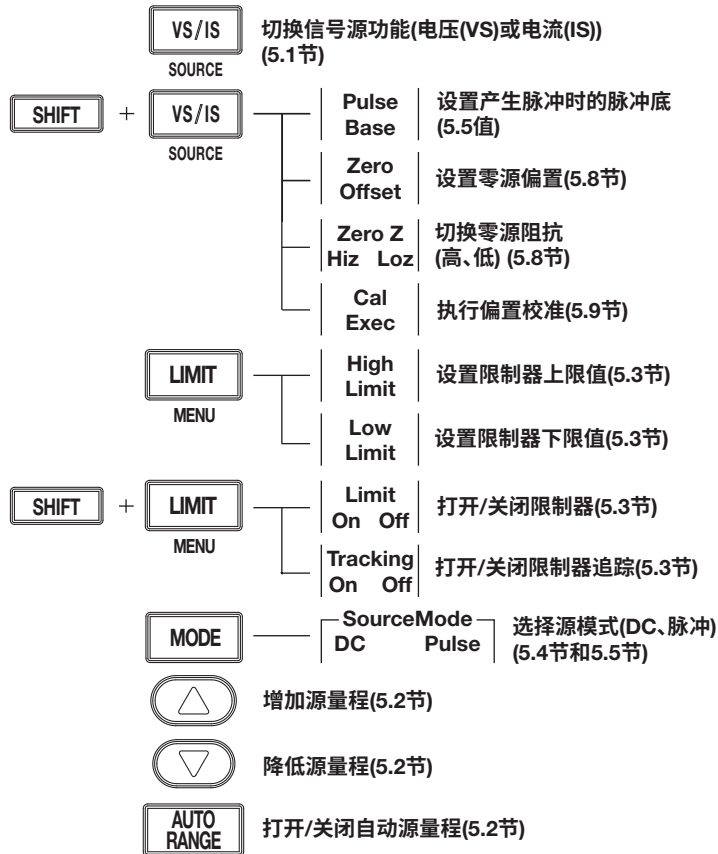 VS/IS
SOURCE
切换信号源功能(电压(VS)或电流(IS))
(5.1节)
SHIFT + VS/IS
SOURCE
Pulse
Base
设置产生脉冲时的脉冲底
(5.5值)
Zero
Offset
设置零源偏置(5.8节)
Zero Z
Hiz Loz
切换零源阻抗
(高、低) (5.8节)
Cal
Exec
执行偏置校准(5.9节)
LIMIT
MENU
High
Limit
设置限制器上限值(5.3节)
Low
Limit
设置限制器下限值(5.3节)
SHIFT + LIMIT
MENU
Limit
On Off
打开/关闭限制器(5.3节)
Tracking
On Off
打开/关闭限制器追踪(5.3节)
MODE
SourceMode
DC Pulse
选择源模式(DC、脉冲)
(5.4节和5.5节)
增加源量程(5.2节)
降低源量程(5.2节)
AUTO
RANGE
打开/关闭自动源量程(5.2节)